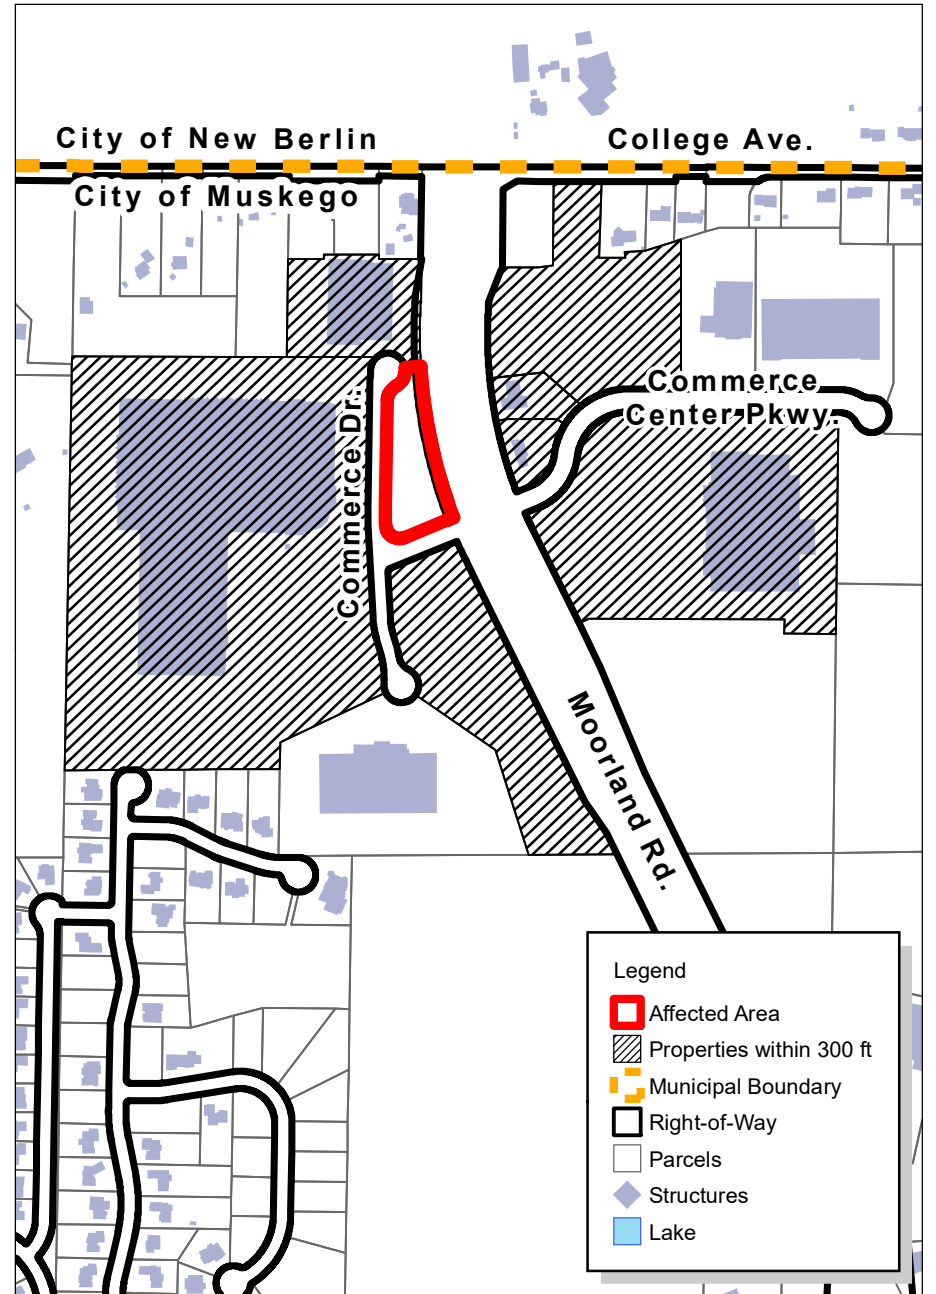 City of New Berlin
College Ave.
City of Muskego
Commerce
Center Pkwy.
Commerce Dr.
Moorland Rd.
Legend
Affected Area
Properties within 300 ft
Municipal Boundary
Right-of-Way
Parcels
Structures
Lake